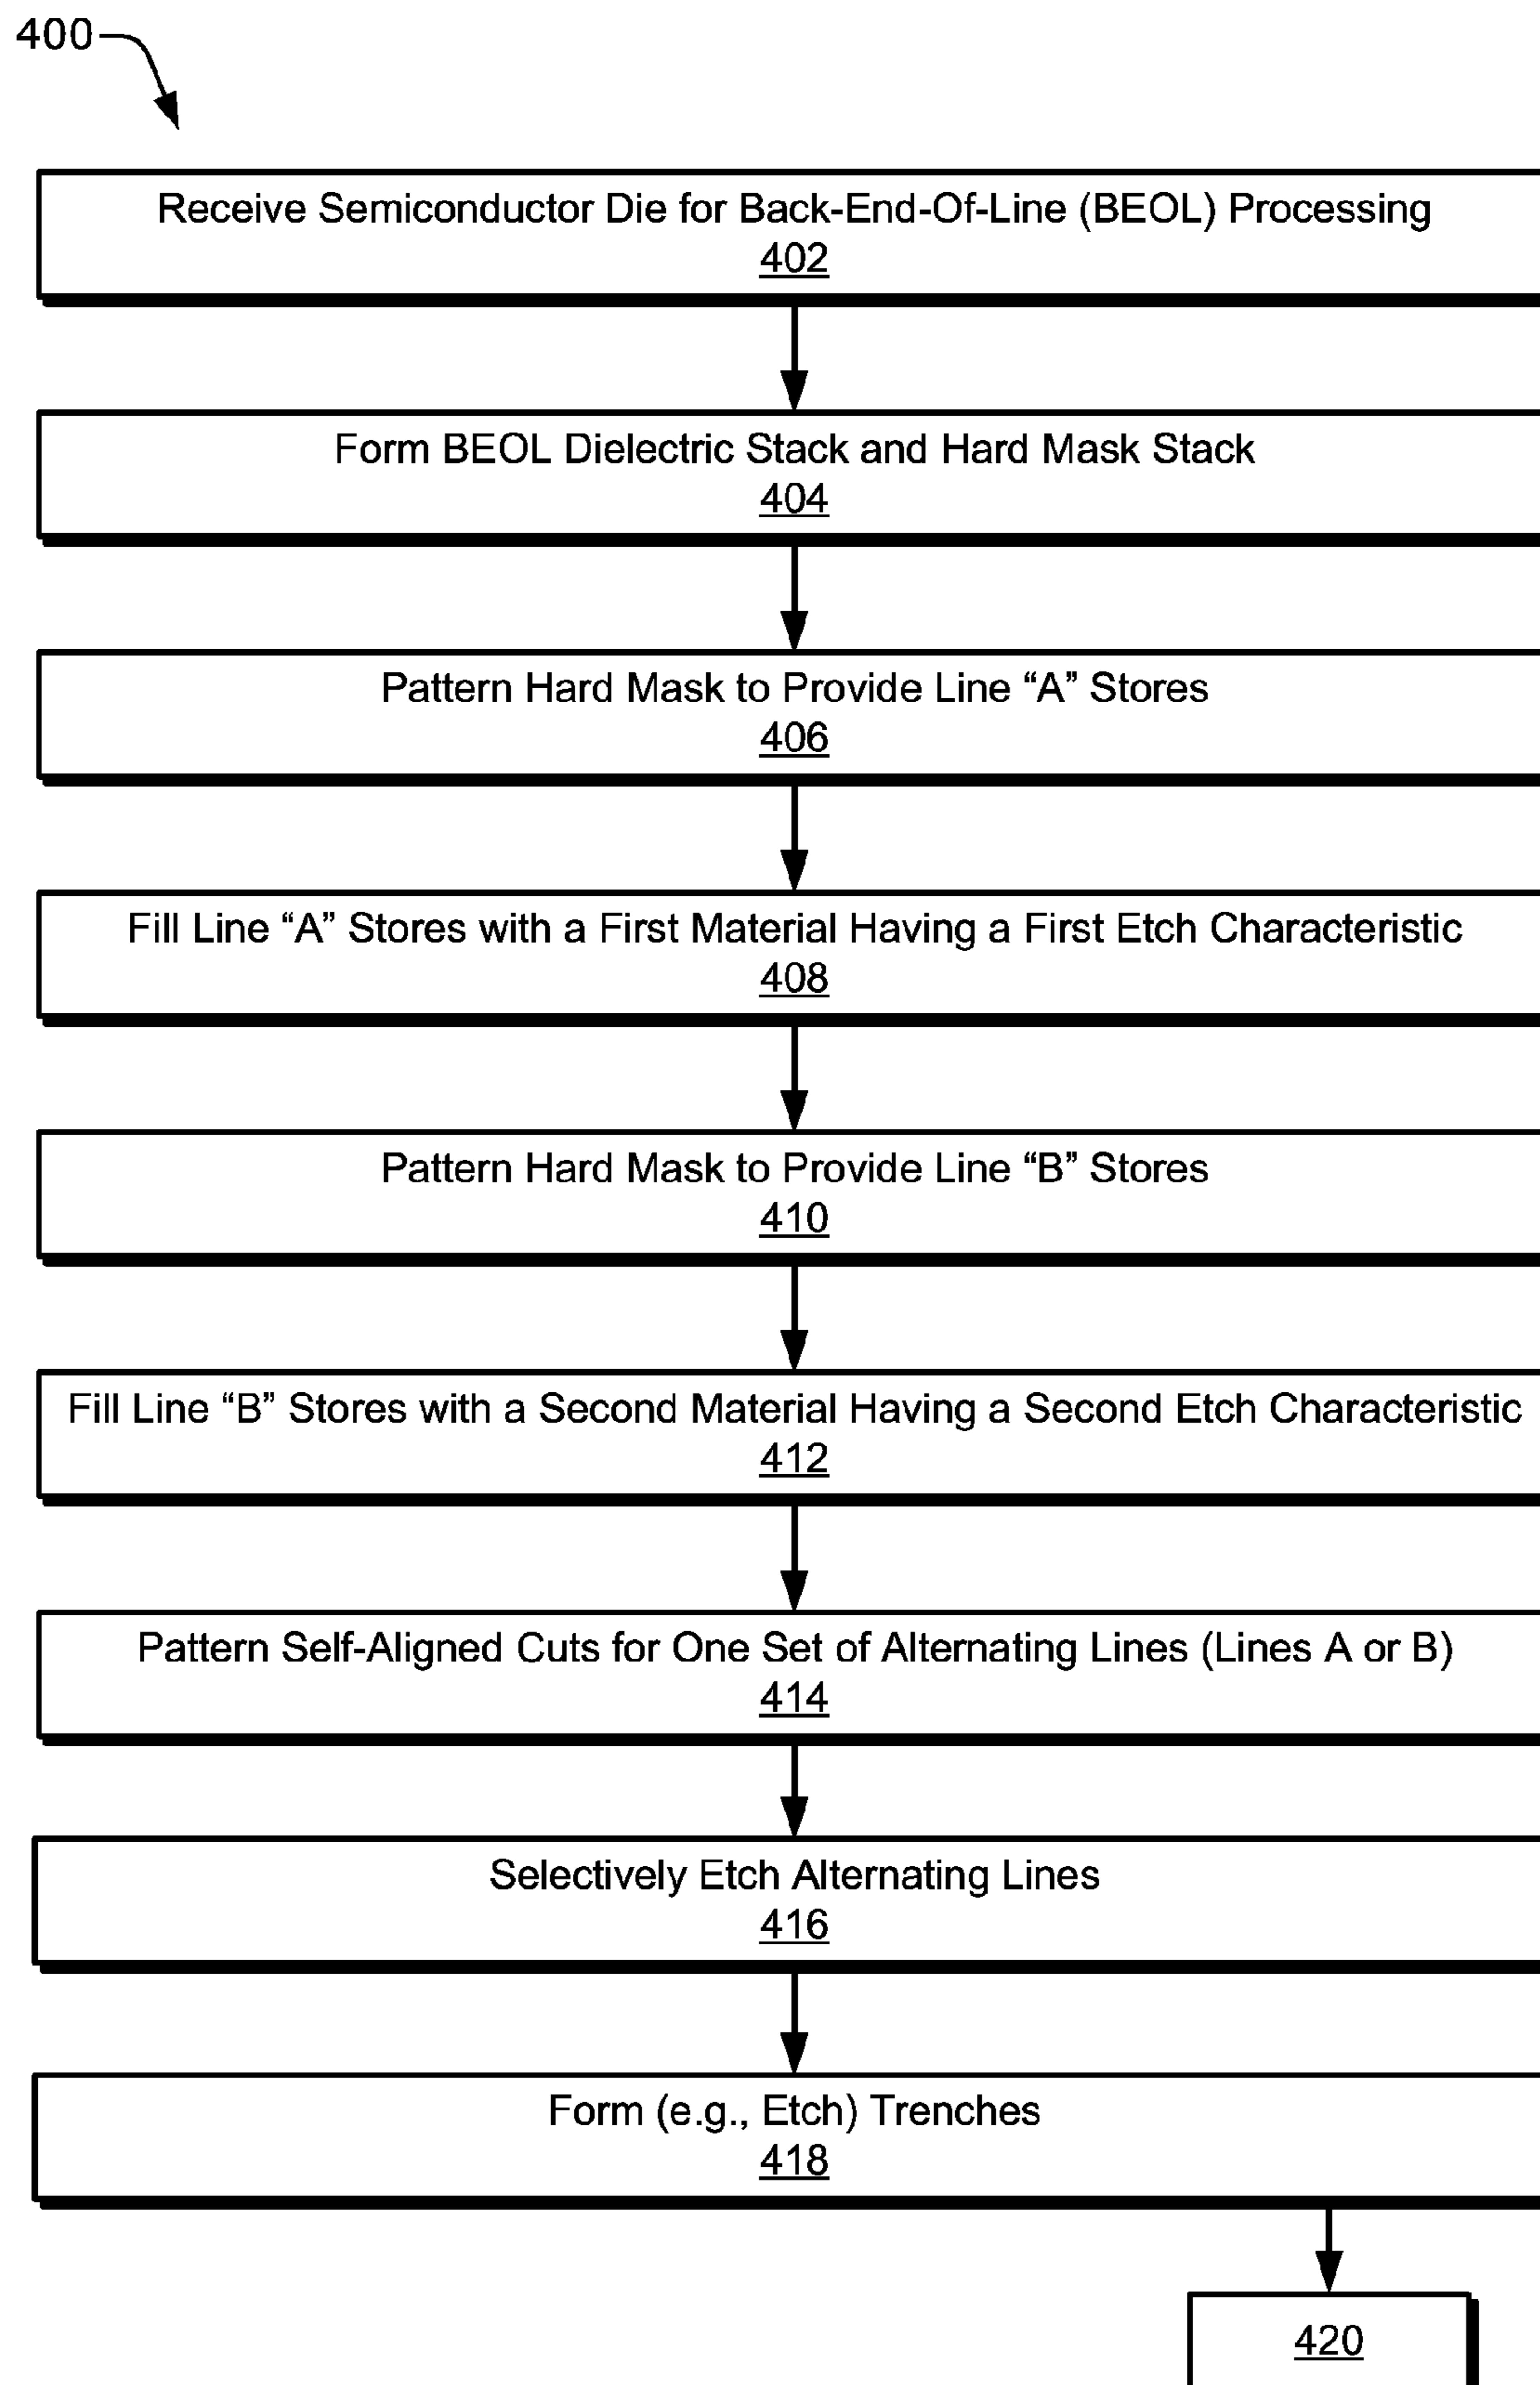 400
Receive Semiconductor Die for Back-End-Of-Line (BEOL) Processing
402
Form BEOL Dielectric Stack and Hard Mask Stack
404
Pattern Hard Mask to Provide Line “A” Stores
406
Fill Line “A” Stores with a First Material Having a First Etch Characteristic
408
Pattern Hard Mask to Provide Line “B” Stores
410
Fill Line “B” Stores with a Second Material Having a Second Etch Characteristic
412
Pattern Self-Aligned Cuts for One Set of Alternating Lines (Lines A or B)
414
Selectively Etch Alternating Lines
416
Form (e.g., Etch) Trenches
418
420